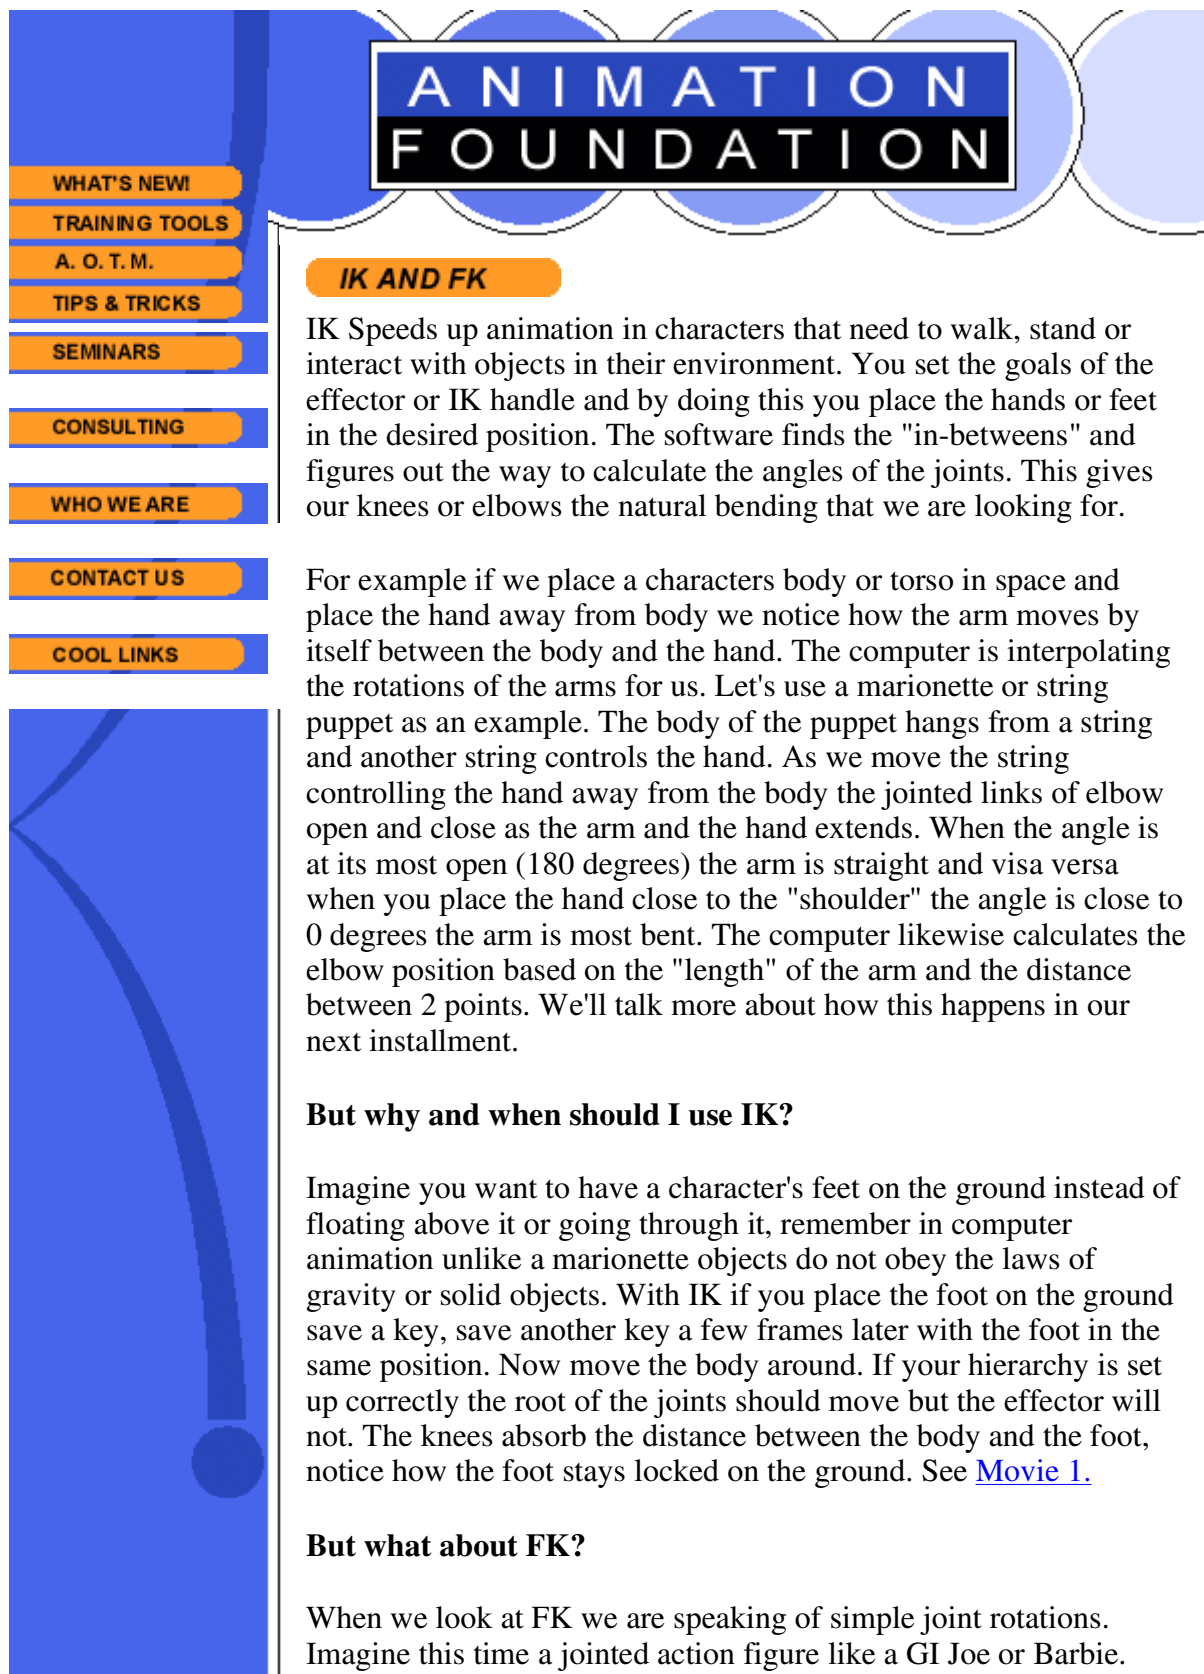 ANIMATION
FOUNDATION
WHAT'S NEW!
TRAINING TOOLS
A. O. T. M.
TIPS & TRICKS
SEMINARS
CONSULTING
WHO WE ARE
CONTACT US
COOL LINKS
IK AND FK
IK Speeds up animation in characters that need to walk, stand or
interact with objects in their environment. You set the goals of the
effector or IK handle and by doing this you place the hands or feet
in the desired position. The software finds the "in-betweens" and
figures out the way to calculate the angles of the joints. This gives
our knees or elbows the natural bending that we are looking for.
For example if we place a characters body or torso in space and
place the hand away from body we notice how the arm moves by
itself between the body and the hand. The computer is interpolating
the rotations of the arms for us. Let's use a marionette or string
puppet as an example. The body of the puppet hangs from a string
and another string controls the hand. As we move the string
controlling the hand away from the body the jointed links of elbow
open and close as the arm and the hand extends. When the angle is
at its most open (180 degrees) the arm is straight and visa versa
when you place the hand close to the "shoulder" the angle is close to
0 degrees the arm is most bent. The computer likewise calculates the
elbow position based on the "length" of the arm and the distance
between 2 points. We'll talk more about how this happens in our
next installment.
But why and when should I use IK?
Imagine you want to have a character's feet on the ground instead of
floating above it or going through it, remember in computer
animation unlike a marionette objects do not obey the laws of
gravity or solid objects. With IK if you place the foot on the ground
save a key, save another key a few frames later with the foot in the
same position. Now move the body around. If your hierarchy is set
up correctly the root of the joints should move but the effector will
not. The knees absorb the distance between the body and the foot,
notice how the foot stays locked on the ground. See Movie 1.
But what about FK?
When we look at FK we are speaking of simple joint rotations.
Imagine this time a jointed action figure like a GI Joe or Barbie.